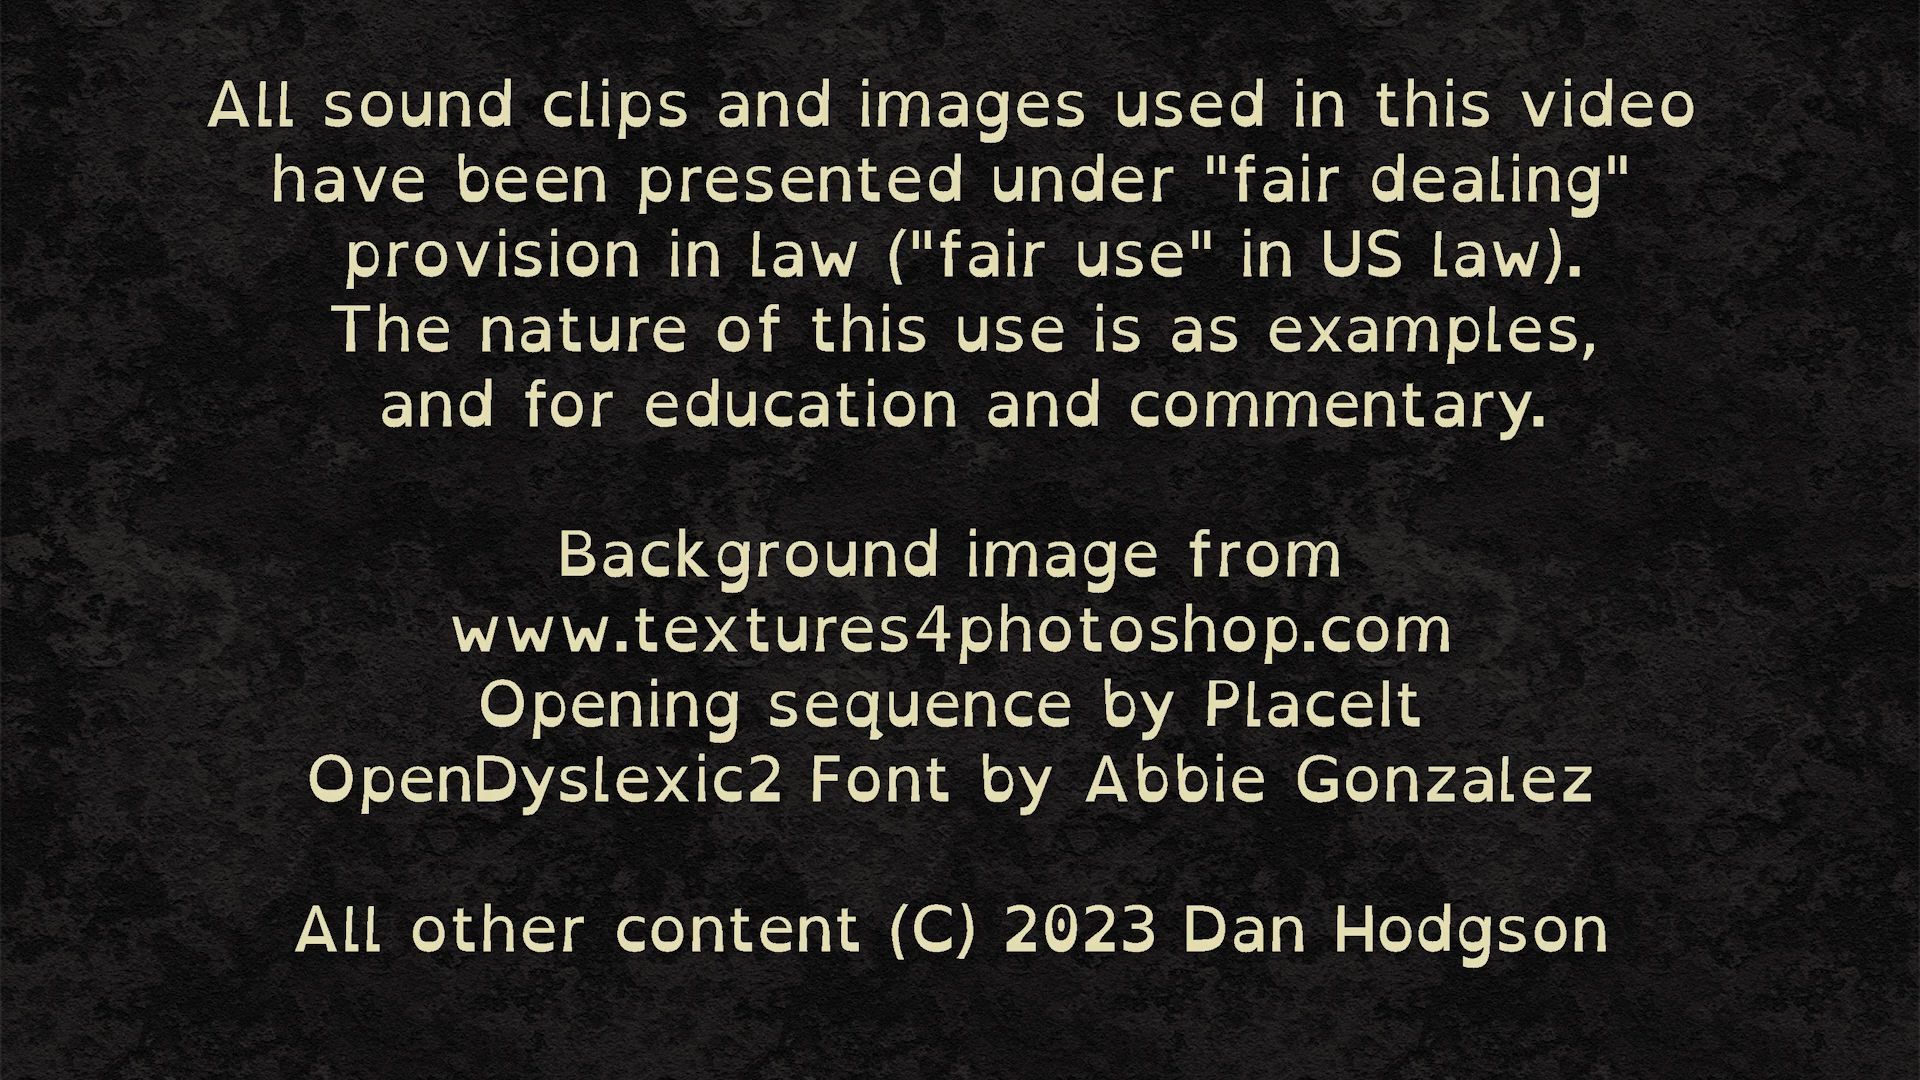 All sound clips and images used in this video
have been presented under "fair dealing"
provision in law ("fair use" in US law).
The nature of this use is as examples,
and for education and commentary.
Background image from
www.textures4photoshop.com
Opening sequence by PlaceIt
OpenDyslexic2 Font by Abbie Gonzalez
All other content (C) 2023 Dan Hodgson